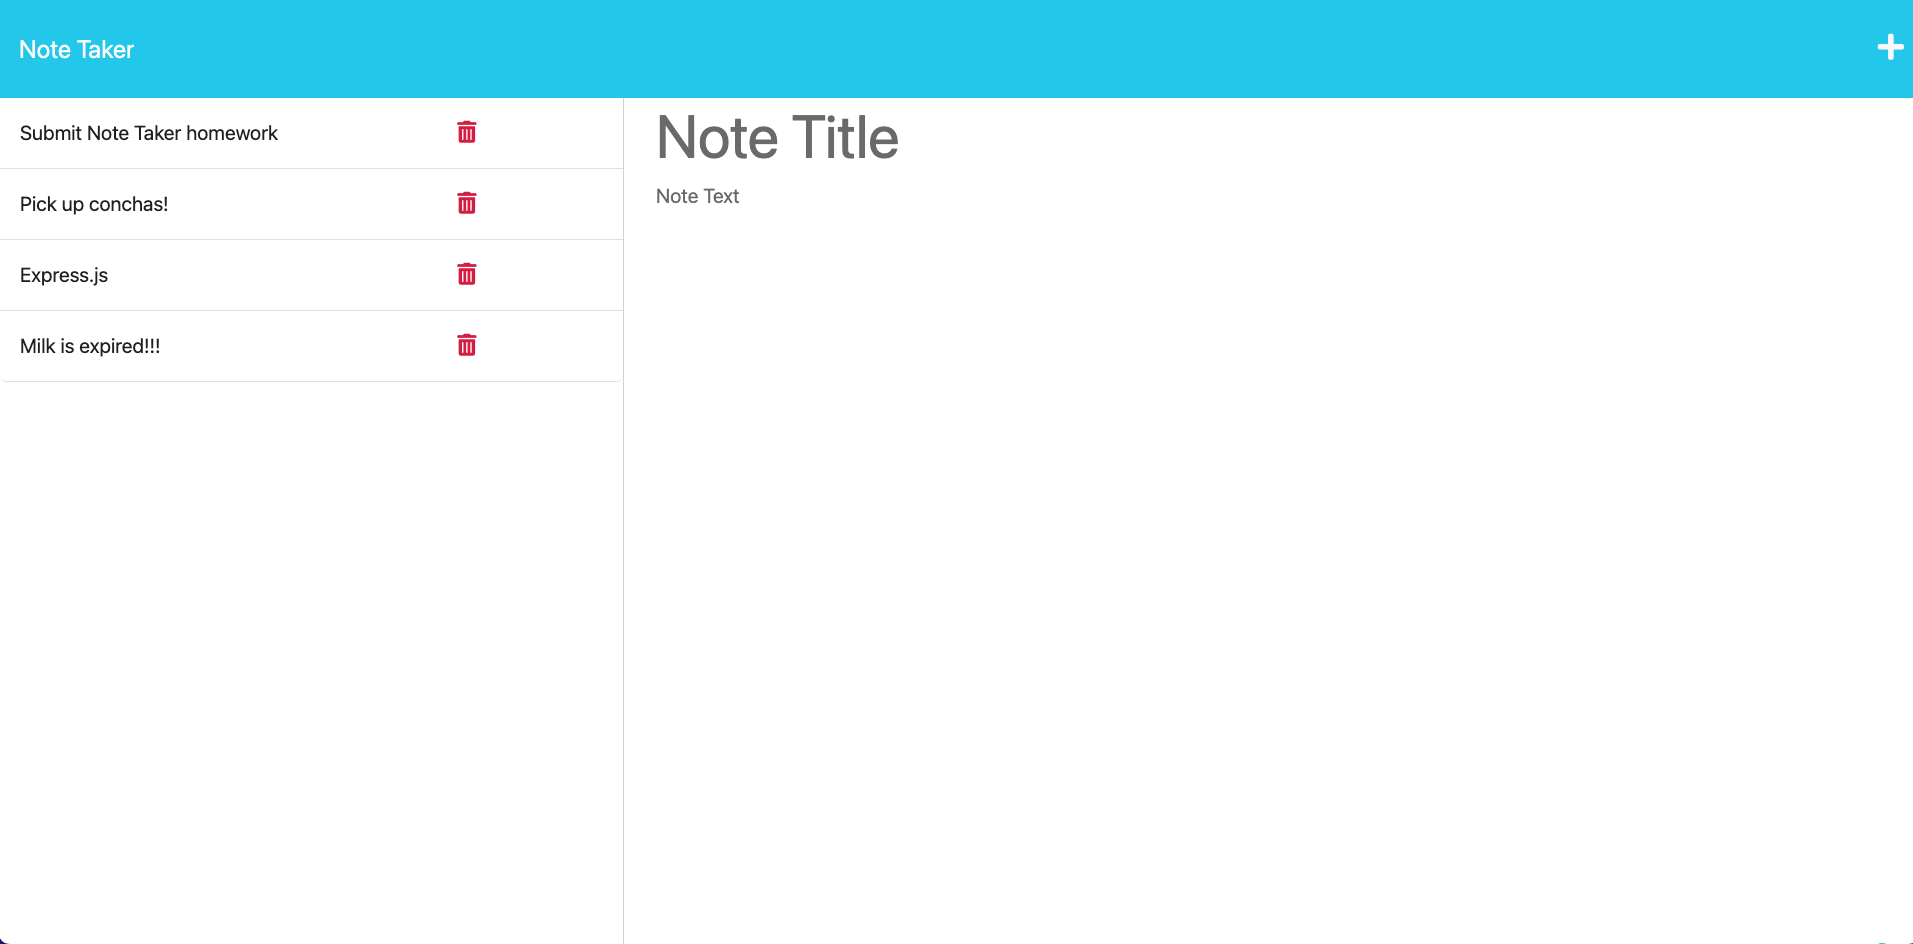 Note Taker
Submit Note Taker homework
Pick up conchas!
Express.js
Milk is expired!!!
Note Title
Note Text